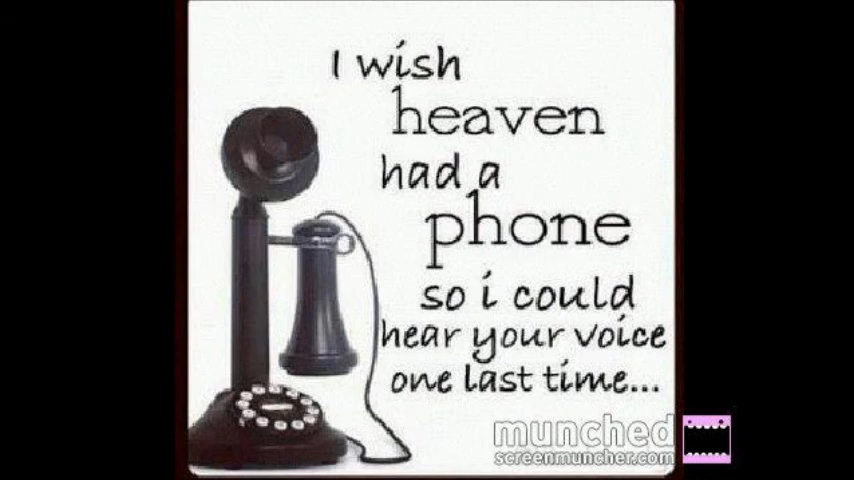 I wish
heaven
had a
phone
so i could
hear your voice
one last time...
munched
screenmuncher.com